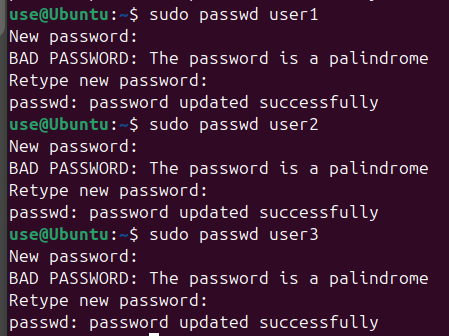 use@Ubuntu:~$ sudo passwd user1
New password:
BAD PASSWORD: The password is a palindrome
Retype new password:
passwd: password updated successfully
use@Ubuntu:~$ sudo passwd user2
New password:
BAD PASSWORD: The password is a palindrome
Retype new password:
passwd: password updated successfully
use@Ubuntu:~$ sudo passwd user3
New password:
BAD PASSWORD: The password is a palindrome
Retype new password:
passwd: password updated successfully